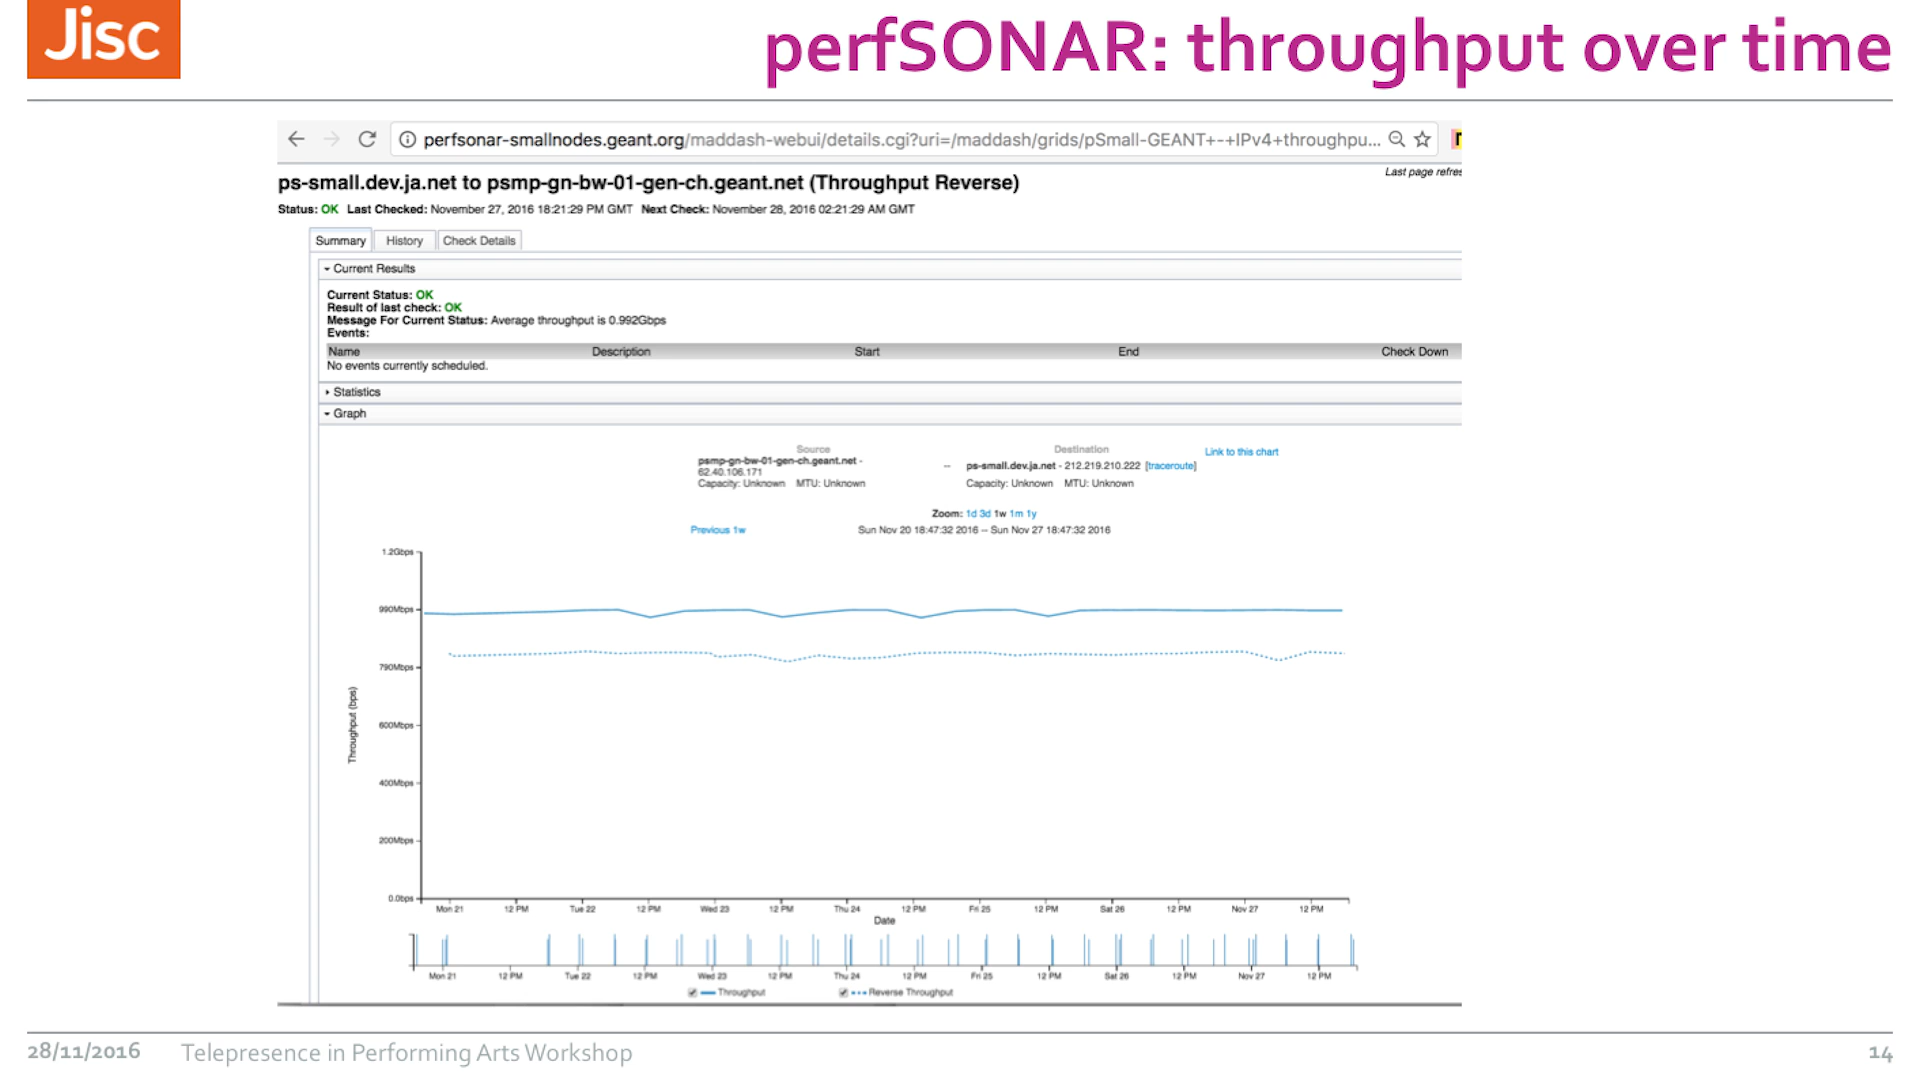 Jisc
perfSONAR: throughput over time
perfsonar-smallnodes.geant.org/maddash-webui/details.cgi?uri=/maddash/grids/pSmall-GEANT+-+IPv4+throughpu...
Last page refres
ps-small.dev.ja.net to psmp-gn-bw-01-gen-ch.geant.net (Throughput Reverse)
Status: OK Last Checked: November 27, 2016 18:21:29 PM GMT Next Check: November 28, 2016 02:21:29 AM GMT
Summary History Check Details
Current Results
Current Status: OK
Result of last check: OK
Message For Current Status: Average throughput is 0.992Gbps
Events:
Name Description Start End Check Down
No events currently scheduled.
Statistics
Graph
Source Destination Link to this chart
psmp-gn-bw-01-gen-ch.geant.net -
62.40.106.171
-- ps-small.dev.ja.net - 212.219.210.222 [traceroute]
Capacity: Unknown MTU: Unknown Capacity: Unknown MTU: Unknown
Zoom: 1d 3d 1w 1m 1y
Previous 1w Sun Nov 20 18:47:32 2016 -- Sun Nov 27 18:47:32 2016
1.2Gbps
990Mbps
790Mbps
600Mbps
400Mbps
200Mbps
0.0bps
Throughput (bps)
Mon 21 12 PM Tue 22 12 PM Wed 23 12 PM Thu 24 12 PM Fri 25 12 PM Sat 26 12 PM Nov 27 12 PM
Date
Mon 21 12 PM Tue 22 12 PM Wed 23 12 PM Thu 24 12 PM Fri 25 12 PM Sat 26 12 PM Nov 27 12 PM
Throughput Reverse Throughput
28/11/2016 Telepresence in Performing Arts Workshop 14